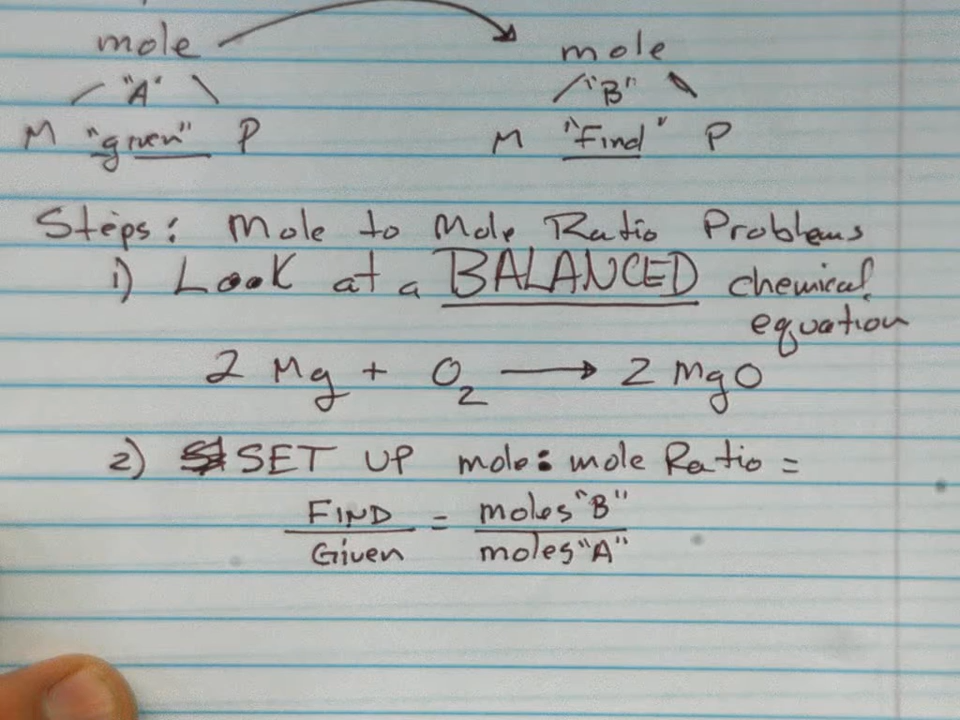 mole mole
"A" "B"
M "given" P M "Find" P
Steps: Mole to Mole Ratio Problems
1) Look at a BALANCED chemical
equation
2 Mg + O₂ → 2 MgO
2) SET UP mole: mole Ratio =
FIND = moles "B"
Given moles "A"